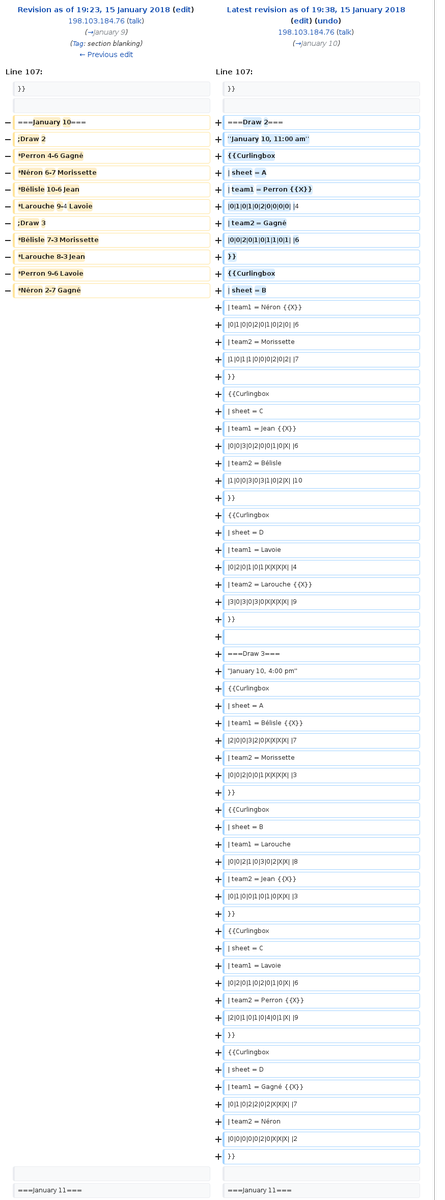 Revision as of 19:23, 15 January 2018 (edit)
198.103.184.76 (talk)
(→January 9)
(Tag: section blanking)
← Previous edit
Latest revision as of 19:38, 15 January 2018
(edit) (undo)
198.103.184.76 (talk)
(→January 10)
Line 107:
Line 107:
}}
}}
− ===January 10===
− ;Draw 2
− *Perron 4-6 Gagné
− *Néron 6-7 Morissette
− *Bélisle 10-6 Jean
− *Larouche 9-4 Lavoie
− ;Draw 3
− *Bélisle 7-3 Morissette
− *Larouche 8-3 Jean
− *Perron 9-6 Lavoie
− *Néron 2-7 Gagné
+ ===Draw 2===
+ ''January 10, 11:00 am''
+ {{Curlingbox
+ | sheet = A
+ | team1 = Perron {{X}}
+ |0|1|0|1|0|2|0|0|0|0| |4
+ | team2 = Gagné
+ |0|0|2|0|1|0|1|1|0|1| |6
+ }}
+ {{Curlingbox
+ | sheet = B
+ | team1 = Néron {{X}}
+ |0|1|0|0|2|0|1|0|2|0| |6
+ | team2 = Morissette
+ |1|0|1|1|0|0|0|2|0|2| |7
+ }}
+ {{Curlingbox
+ | sheet = C
+ | team1 = Jean {{X}}
+ |0|0|3|0|2|0|0|1|0|X| |6
+ | team2 = Bélisle
+ |1|0|0|3|0|3|1|0|2|X| |10
+ }}
+ {{Curlingbox
+ | sheet = D
+ | team1 = Lavoie
+ |0|2|0|1|0|1|X|X|X|X| |4
+ | team2 = Larouche {{X}}
+ |3|0|3|0|3|0|X|X|X|X| |9
+ }}
+
+ ===Draw 3===
+ ''January 10, 4:00 pm''
+ {{Curlingbox
+ | sheet = A
+ | team1 = Bélisle {{X}}
+ |2|0|0|3|2|0|X|X|X|X| |7
+ | team2 = Morissette
+ |0|0|2|0|0|1|X|X|X|X| |3
+ }}
+ {{Curlingbox
+ | sheet = B
+ | team1 = Larouche
+ |0|0|2|1|0|3|0|2|X|X| |8
+ | team2 = Jean {{X}}
+ |0|1|0|0|1|0|1|0|X|X| |3
+ }}
+ {{Curlingbox
+ | sheet = C
+ | team1 = Lavoie
+ |0|2|0|1|0|2|0|1|0|X| |6
+ | team2 = Perron {{X}}
+ |2|0|1|0|1|0|4|0|1|X| |9
+ }}
+ {{Curlingbox
+ | sheet = D
+ | team1 = Gagné {{X}}
+ |0|1|0|2|2|0|2|X|X|X| |7
+ | team2 = Néron
+ |0|0|0|0|0|2|0|X|X|X| |2
+ }}
===January 11===
===January 11===